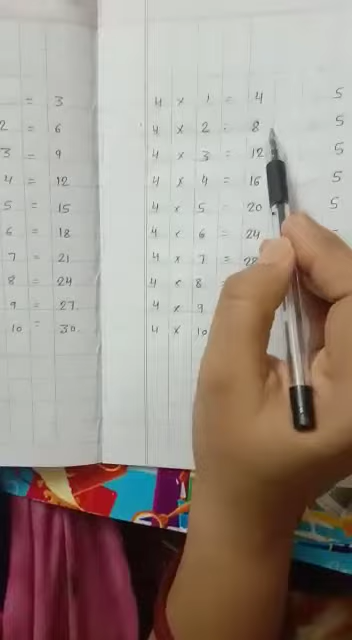 = 3
2 = 6
3 = 9
4 = 12
5 = 15
6 = 18
7 = 21
8 = 24
9 = 27
10 = 30
4 × 1 = 4
4 × 2 = 8
4 × 3 = 12
4 × 4 = 16
4 × 5 = 20
4 × 6 = 24
4 × 7 = 28
4 × 8 =
4 × 9
4 × 10
5
5
5
5
5